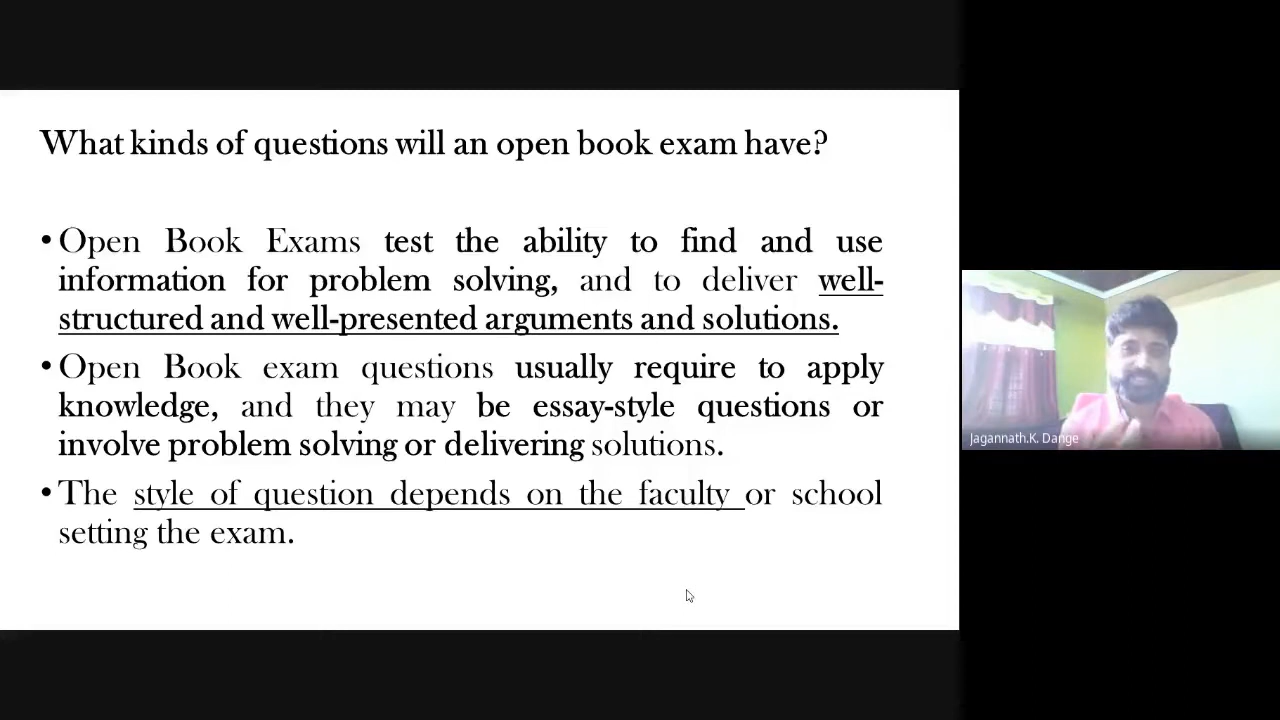 What kinds of questions will an open book exam have?
• Open Book Exams test the ability to find and use
information for problem solving, and to deliver well-
structured and well-presented arguments and solutions.
• Open Book exam questions usually require to apply
knowledge, and they may be essay-style questions or
involve problem solving or delivering solutions.
• The style of question depends on the faculty or school
setting the exam.
Jagannath.K. Dange